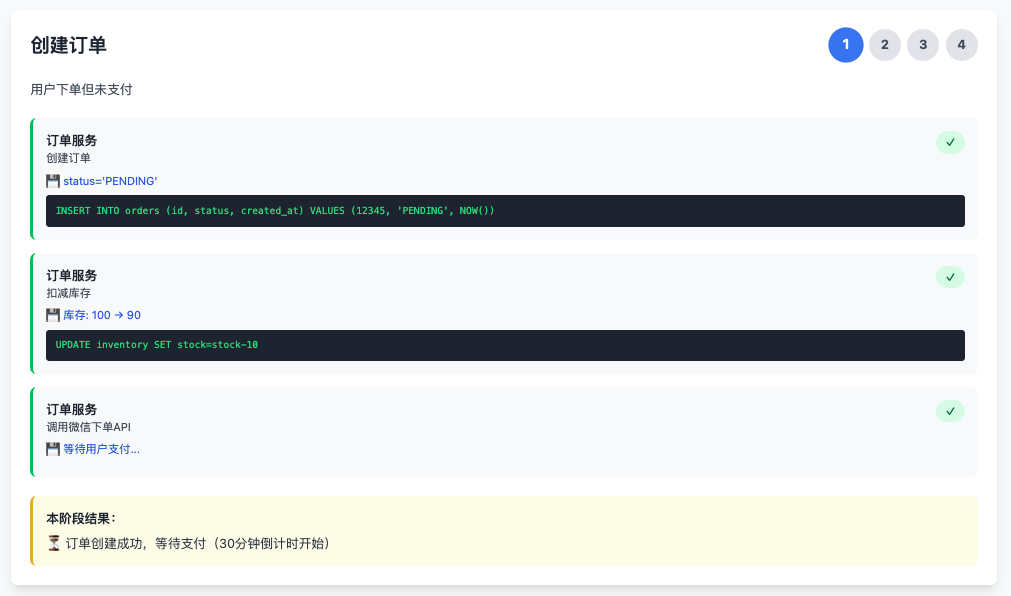 创建订单
1 2 3 4
用户下单但未支付
订单服务
✓
创建订单
💾 status='PENDING'
INSERT INTO orders (id, status, created_at) VALUES (12345, 'PENDING', NOW())
订单服务
✓
扣减库存
💾 库存: 100 → 90
UPDATE inventory SET stock=stock-10
订单服务
✓
调用微信下单API
💾 等待用户支付...
本阶段结果：
⏳ 订单创建成功，等待支付（30分钟倒计时开始）